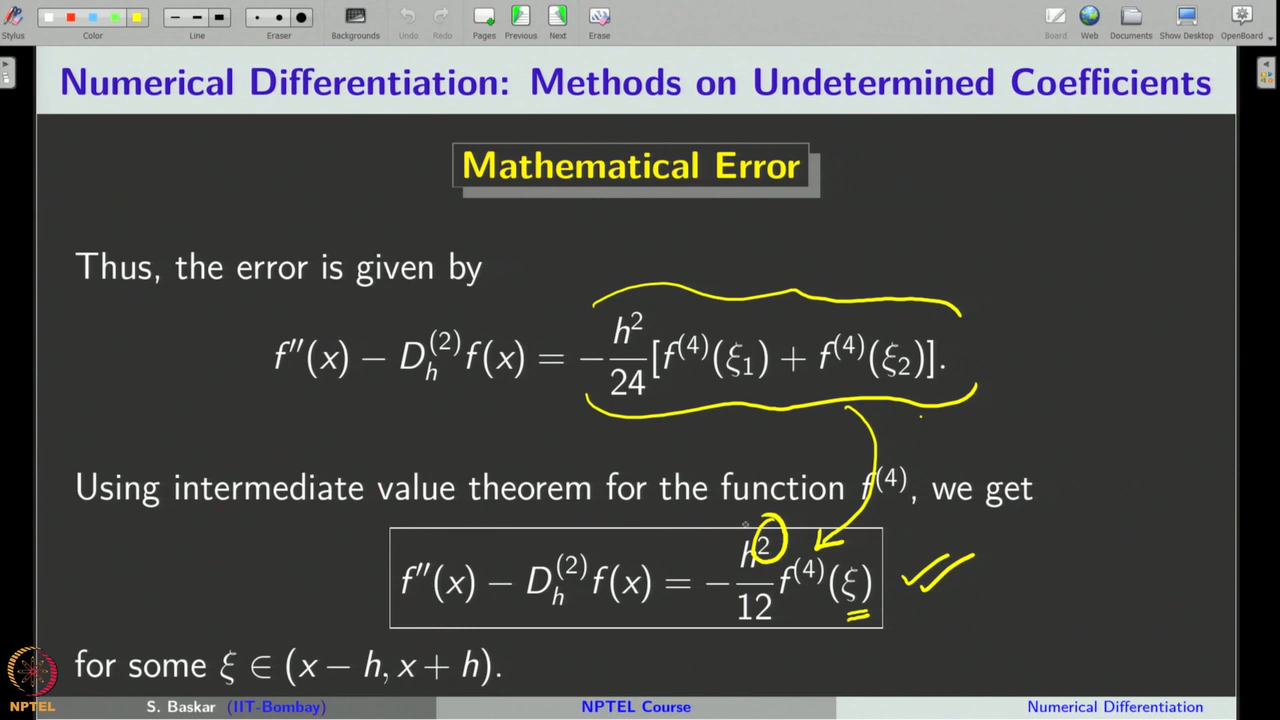 Stylus Color Line Eraser Backgrounds Undo Redo Pages Previous Next Erase Board Web Documents Show Desktop OpenBoard
Numerical Differentiation: Methods on Undetermined Coefficients
Mathematical Error
Thus, the error is given by
f″(x) − D_h^{(2)} f(x) = −\frac{h^2}{24}[f^{(4)}(ξ_1) + f^{(4)}(ξ_2)].
Using intermediate value theorem for the function f^{(4)}, we get
f″(x) − D_h^{(2)} f(x) = −\frac{h^2}{12} f^{(4)}(ξ)
for some ξ ∈ (x − h, x + h).
NPTEL
S. Baskar (IIT-Bombay) NPTEL Course Numerical Differentiation